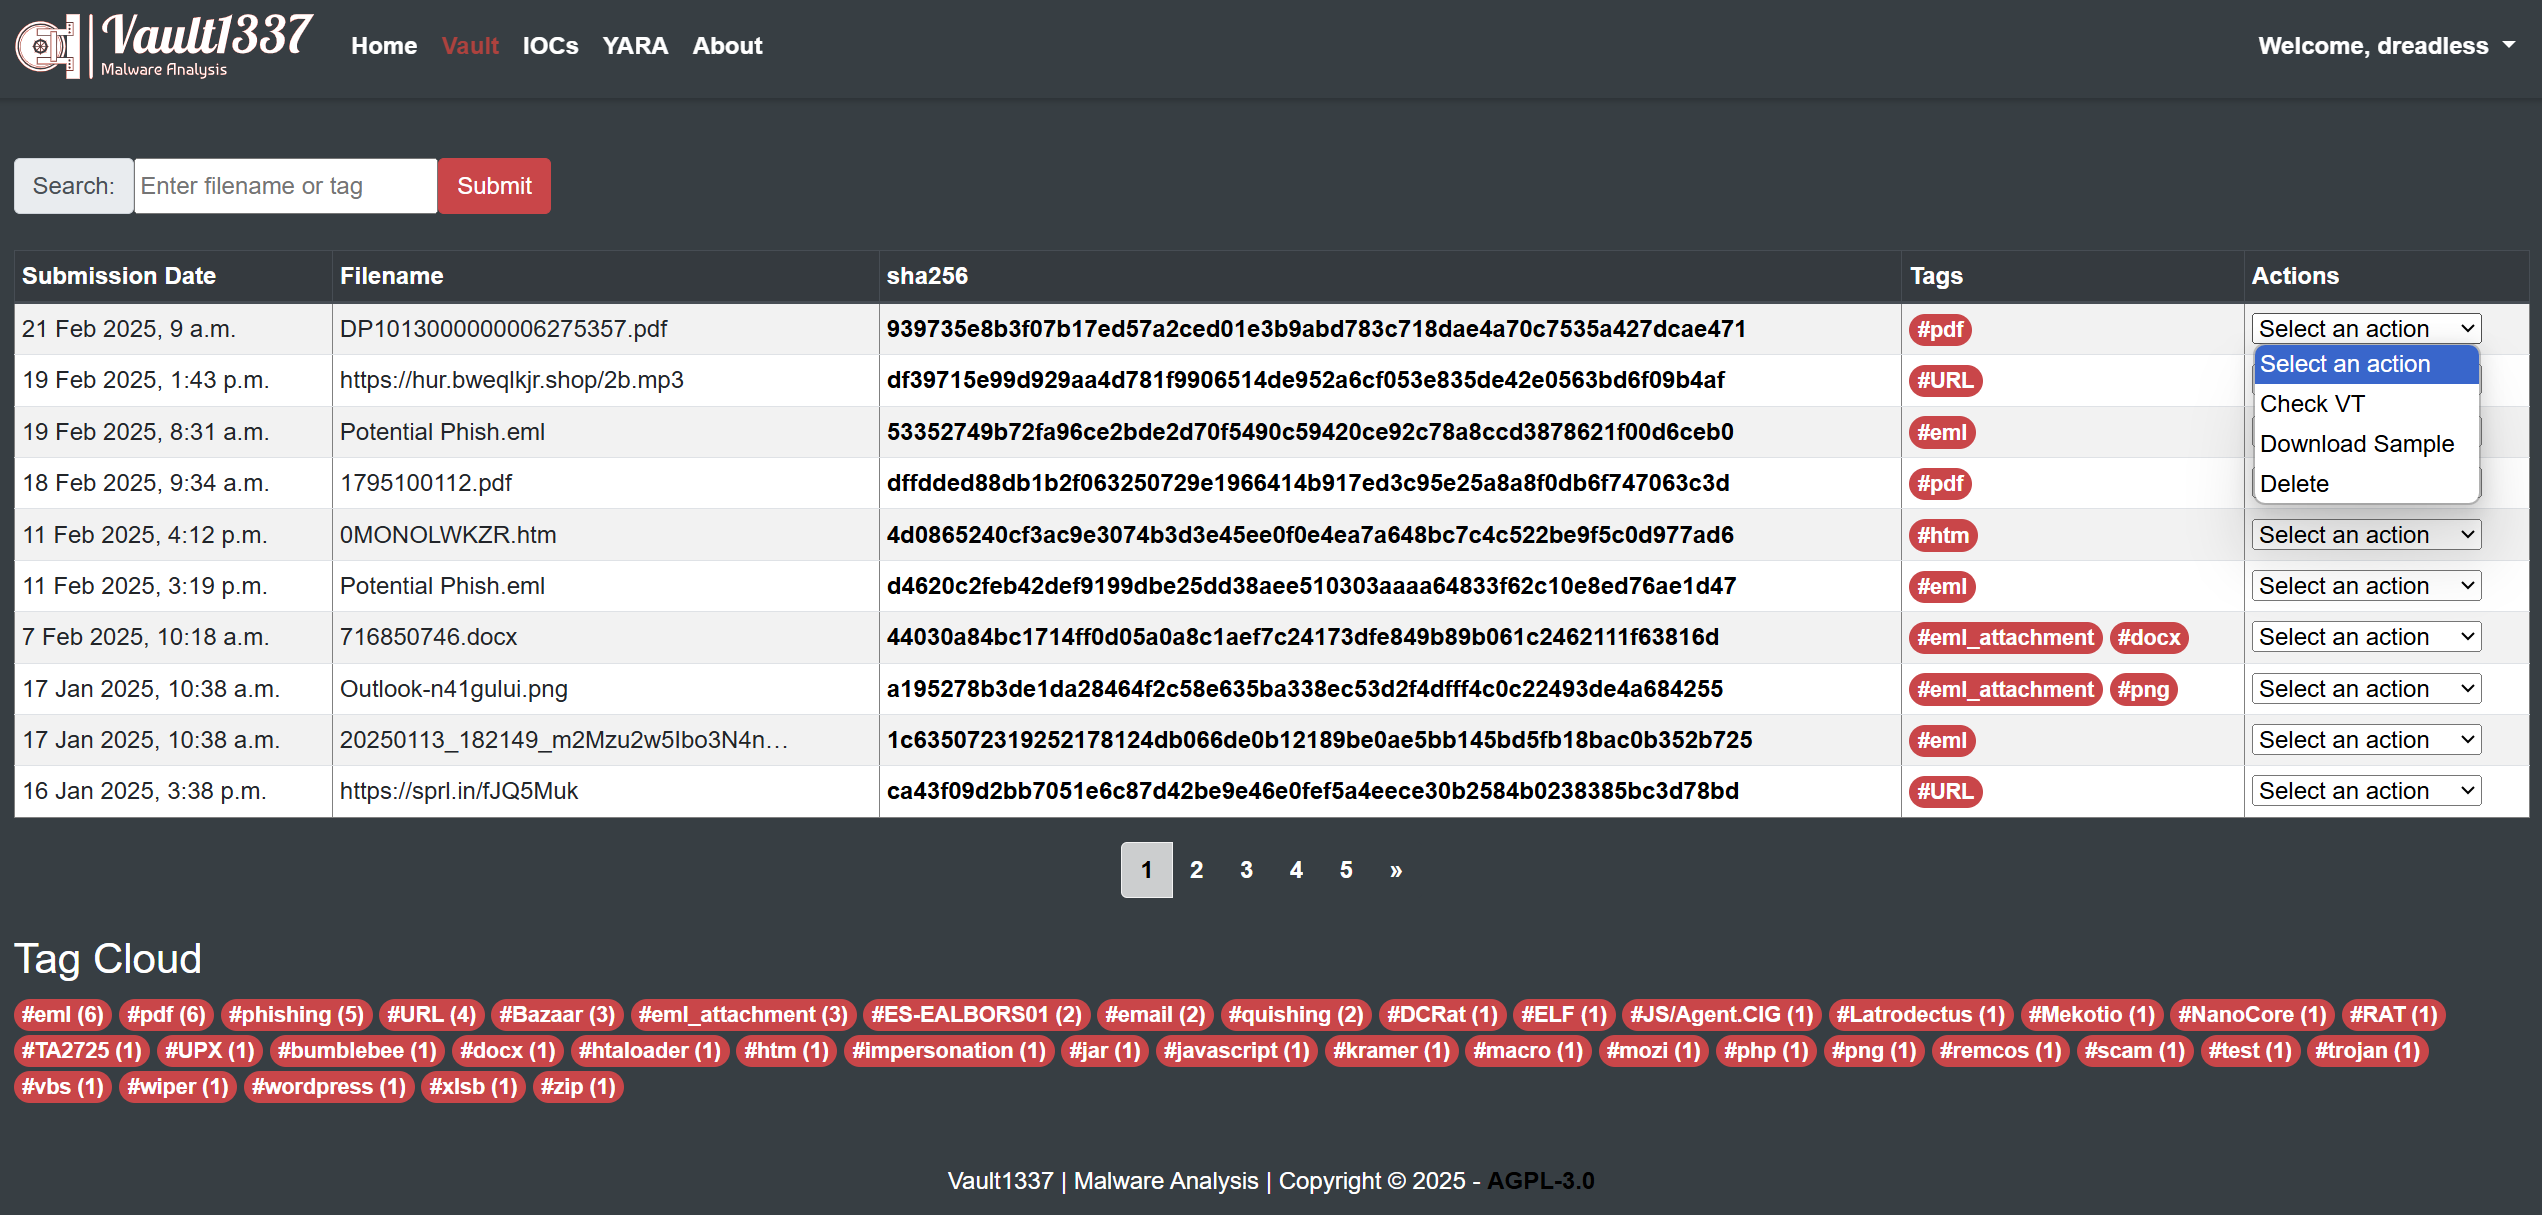 Vault1337
Malware Analysis
Home Vault IOCs YARA About
Welcome, dreadless
Search: Enter filename or tag Submit
Submission Date Filename sha256 Tags Actions
21 Feb 2025, 9 a.m. DP1013000000006275357.pdf 939735e8b3f07b17ed57a2ced01e3b9abd783c718dae4a70c7535a427dcae471 #pdf Select an action
Select an action
19 Feb 2025, 1:43 p.m. https://hur.bweqlkjr.shop/2b.mp3 df39715e99d929aa4d781f9906514de952a6cf053e835de42e0563bd6f09b4af #URL
Check VT
19 Feb 2025, 8:31 a.m. Potential Phish.eml 53352749b72fa96ce2bde2d70f5490c59420ce92c78a8ccd3878621f00d6ceb0 #eml
Download Sample
18 Feb 2025, 9:34 a.m. 1795100112.pdf dffdded88db1b2f063250729e1966414b917ed3c95e25a8a8f0db6f747063c3d #pdf
Delete
11 Feb 2025, 4:12 p.m. 0MONOLWKZR.htm 4d0865240cf3ac9e3074b3d3e45ee0f0e4ea7a648bc7c4c522be9f5c0d977ad6 #htm Select an action
11 Feb 2025, 3:19 p.m. Potential Phish.eml d4620c2feb42def9199dbe25dd38aee510303aaaa64833f62c10e8ed76ae1d47 #eml Select an action
7 Feb 2025, 10:18 a.m. 716850746.docx 44030a84bc1714ff0d05a0a8c1aef7c24173dfe849b89b061c2462111f63816d #eml_attachment #docx Select an action
17 Jan 2025, 10:38 a.m. Outlook-n41gului.png a195278b3de1da28464f2c58e635ba338ec53d2f4dfff4c0c22493de4a684255 #eml_attachment #png Select an action
17 Jan 2025, 10:38 a.m. 20250113_182149_m2Mzu2w5Ibo3N4n… 1c635072319252178124db066de0b12189be0ae5bb145bd5fb18bac0b352b725 #eml Select an action
16 Jan 2025, 3:38 p.m. https://sprl.in/fJQ5Muk ca43f09d2bb7051e6c87d42be9e46e0fef5a4eece30b2584b0238385bc3d78bd #URL Select an action
1 2 3 4 5 »
Tag Cloud
#eml (6) #pdf (6) #phishing (5) #URL (4) #Bazaar (3) #eml_attachment (3) #ES-EALBORS01 (2) #email (2) #quishing (2) #DCRat (1) #ELF (1) #JS/Agent.CIG (1) #Latrodectus (1) #Mekotio (1) #NanoCore (1) #RAT (1)
#TA2725 (1) #UPX (1) #bumblebee (1) #docx (1) #htaloader (1) #htm (1) #impersonation (1) #jar (1) #javascript (1) #kramer (1) #macro (1) #mozi (1) #php (1) #png (1) #remcos (1) #scam (1) #test (1) #trojan (1)
#vbs (1) #wiper (1) #wordpress (1) #xlsb (1) #zip (1)
Vault1337 | Malware Analysis | Copyright © 2025 - AGPL-3.0